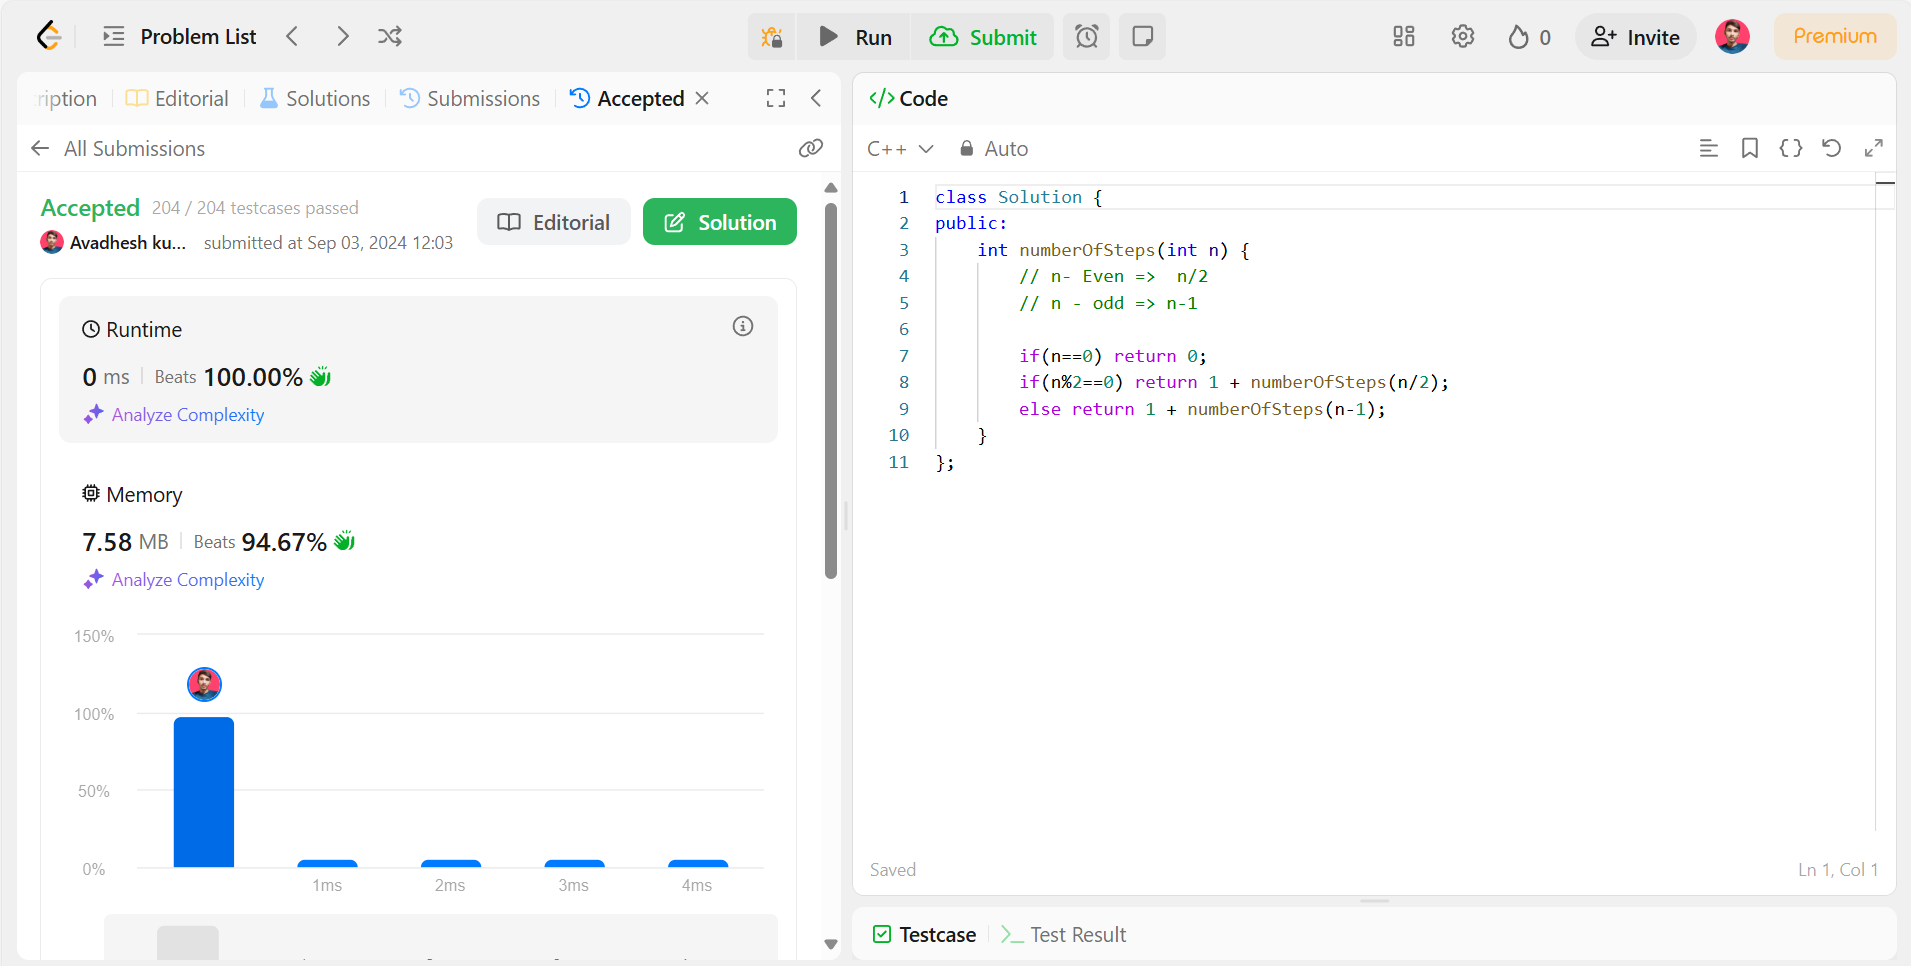 Problem List
Run
Submit
0
Invite
Premium
ription
Editorial
Solutions
Submissions
Accepted
All Submissions
Accepted 204 / 204 testcases passed
Avadhesh ku... submitted at Sep 03, 2024 12:03
Editorial
Solution
Runtime
0 ms Beats 100.00%
Analyze Complexity
Memory
7.58 MB Beats 94.67%
Analyze Complexity
150%
100%
50%
0%
1ms 2ms 3ms 4ms
</> Code
C++ Auto
1 class Solution {
2 public:
3     int numberOfSteps(int n) {
4         // n- Even =>  n/2
5         // n - odd => n-1
6
7         if(n==0) return 0;
8         if(n%2==0) return 1 + numberOfSteps(n/2);
9         else return 1 + numberOfSteps(n-1);
10     }
11 };
Saved
Ln 1, Col 1
Testcase
Test Result